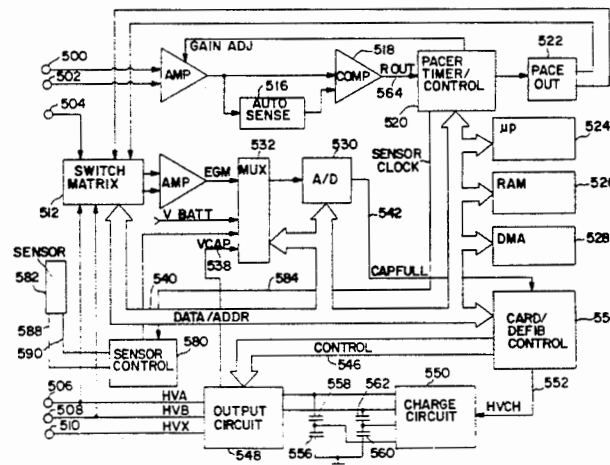 500
502
504
GAIN ADJ
AMP
516
AUTO
SENSE
COMP
518
R OUT
564
PACER
TIMER/
CONTROL
520
522
PACE
OUT
µP
524
RAM
DMA
528
SWITCH
MATRIX
512
AMP
EGM
532
MUX
530
A/D
SENSOR
CLOCK
542
V BATT
VCAP
538
540
584
CAPFULL
DATA/ADDR
SENSOR
582
588
590
SENSOR
CONTROL
580
CARD/
DEFIB
CONTROL
CONTROL
546
552
HVCH
506
508
510
HVA
HVB
HVX
OUTPUT
CIRCUIT
548
558
562
556
560
550
CHARGE
CIRCUIT